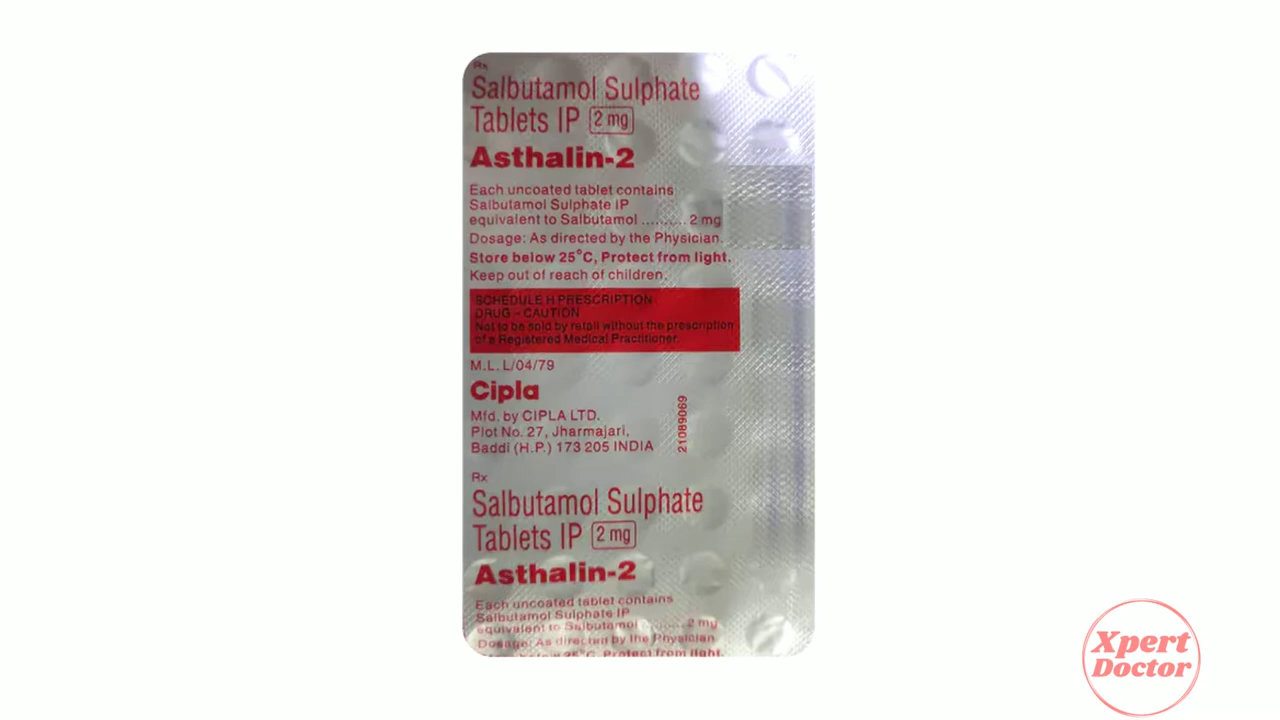 Rx
Salbutamol Sulphate
Tablets IP 2 mg
Asthalin-2
Each uncoated tablet contains
Salbutamol Sulphate IP
equivalent to Salbutamol .......... 2 mg
Dosage: As directed by the Physician.
Store below 25°C, Protect from light.
Keep out of reach of children.
SCHEDULE H PRESCRIPTION
DRUG – CAUTION
Not to be sold by retail without the prescription
of a Registered Medical Practitioner.
M.L. L/04/79
Cipla
Mfd. by CIPLA LTD.
Plot No. 27, Jharmajari,
Baddi (H.P.) 173 205 INDIA
21089069
Rx
Salbutamol Sulphate
Tablets IP 2 mg
Asthalin-2
Each uncoated tablet contains
Salbutamol Sulphate IP
equivalent to Salbutamol .......... 2 mg
Dosage: As directed by the Physician.
below 25°C, Protect from light.
Xpert
Doctor